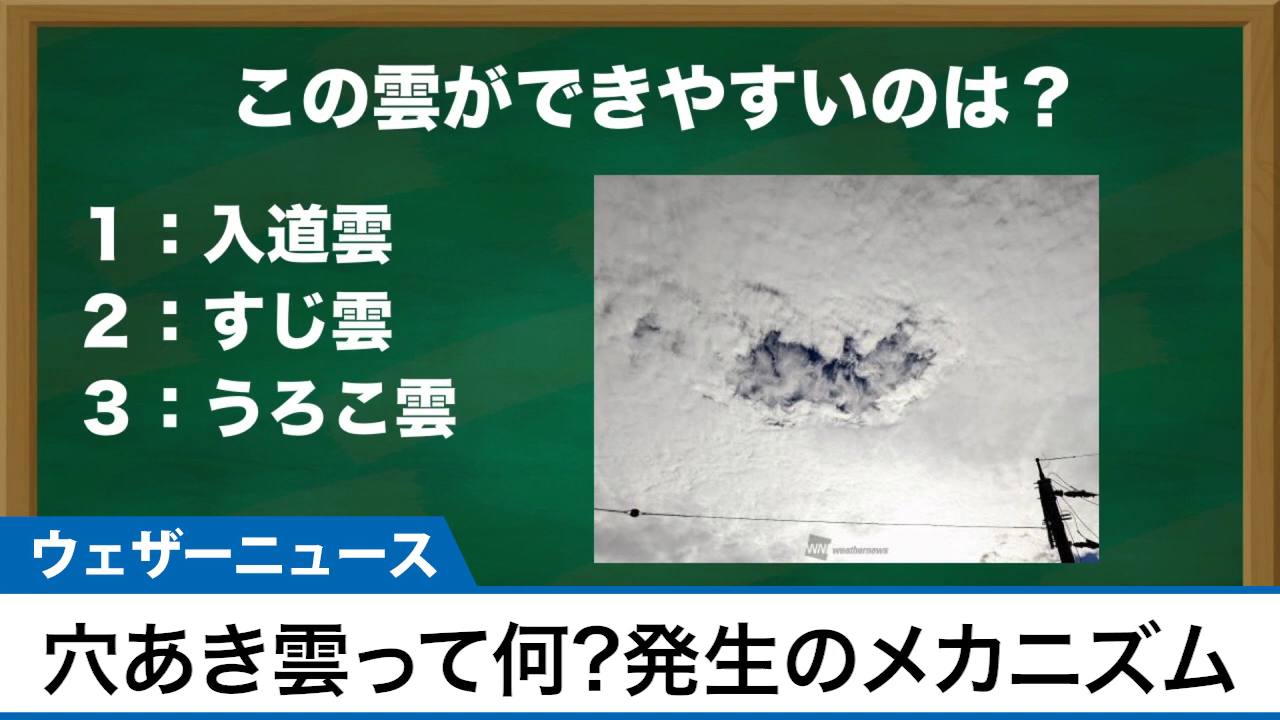 この雲ができやすいのは？
１：入道雲
２：すじ雲
３：うろこ雲
WN weathernews
ウェザーニュース
穴あき雲って何?発生のメカニズム